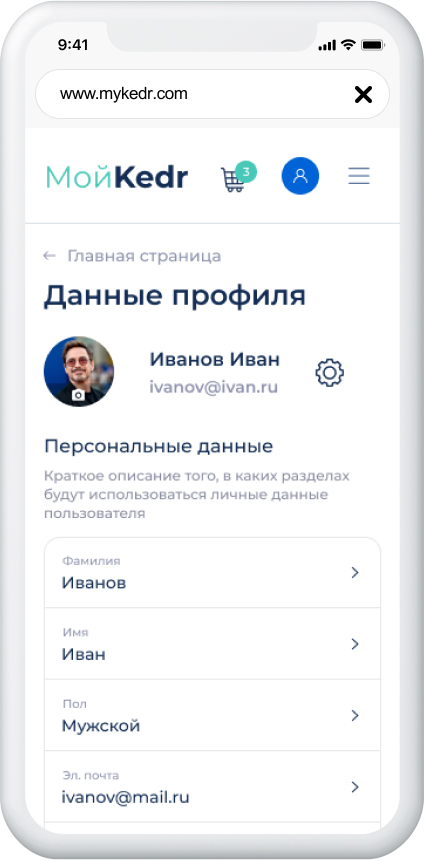 9:41
www.mykedr.com
МойKedr
3
Главная страница
Данные профиля
Иванов Иван
ivanov@ivan.ru
Персональные данные
Краткое описание того, в каких разделах
будут использоваться личные данные
пользователя
Фамилия
Иванов
Имя
Иван
Пол
Мужской
Эл. почта
ivanov@mail.ru